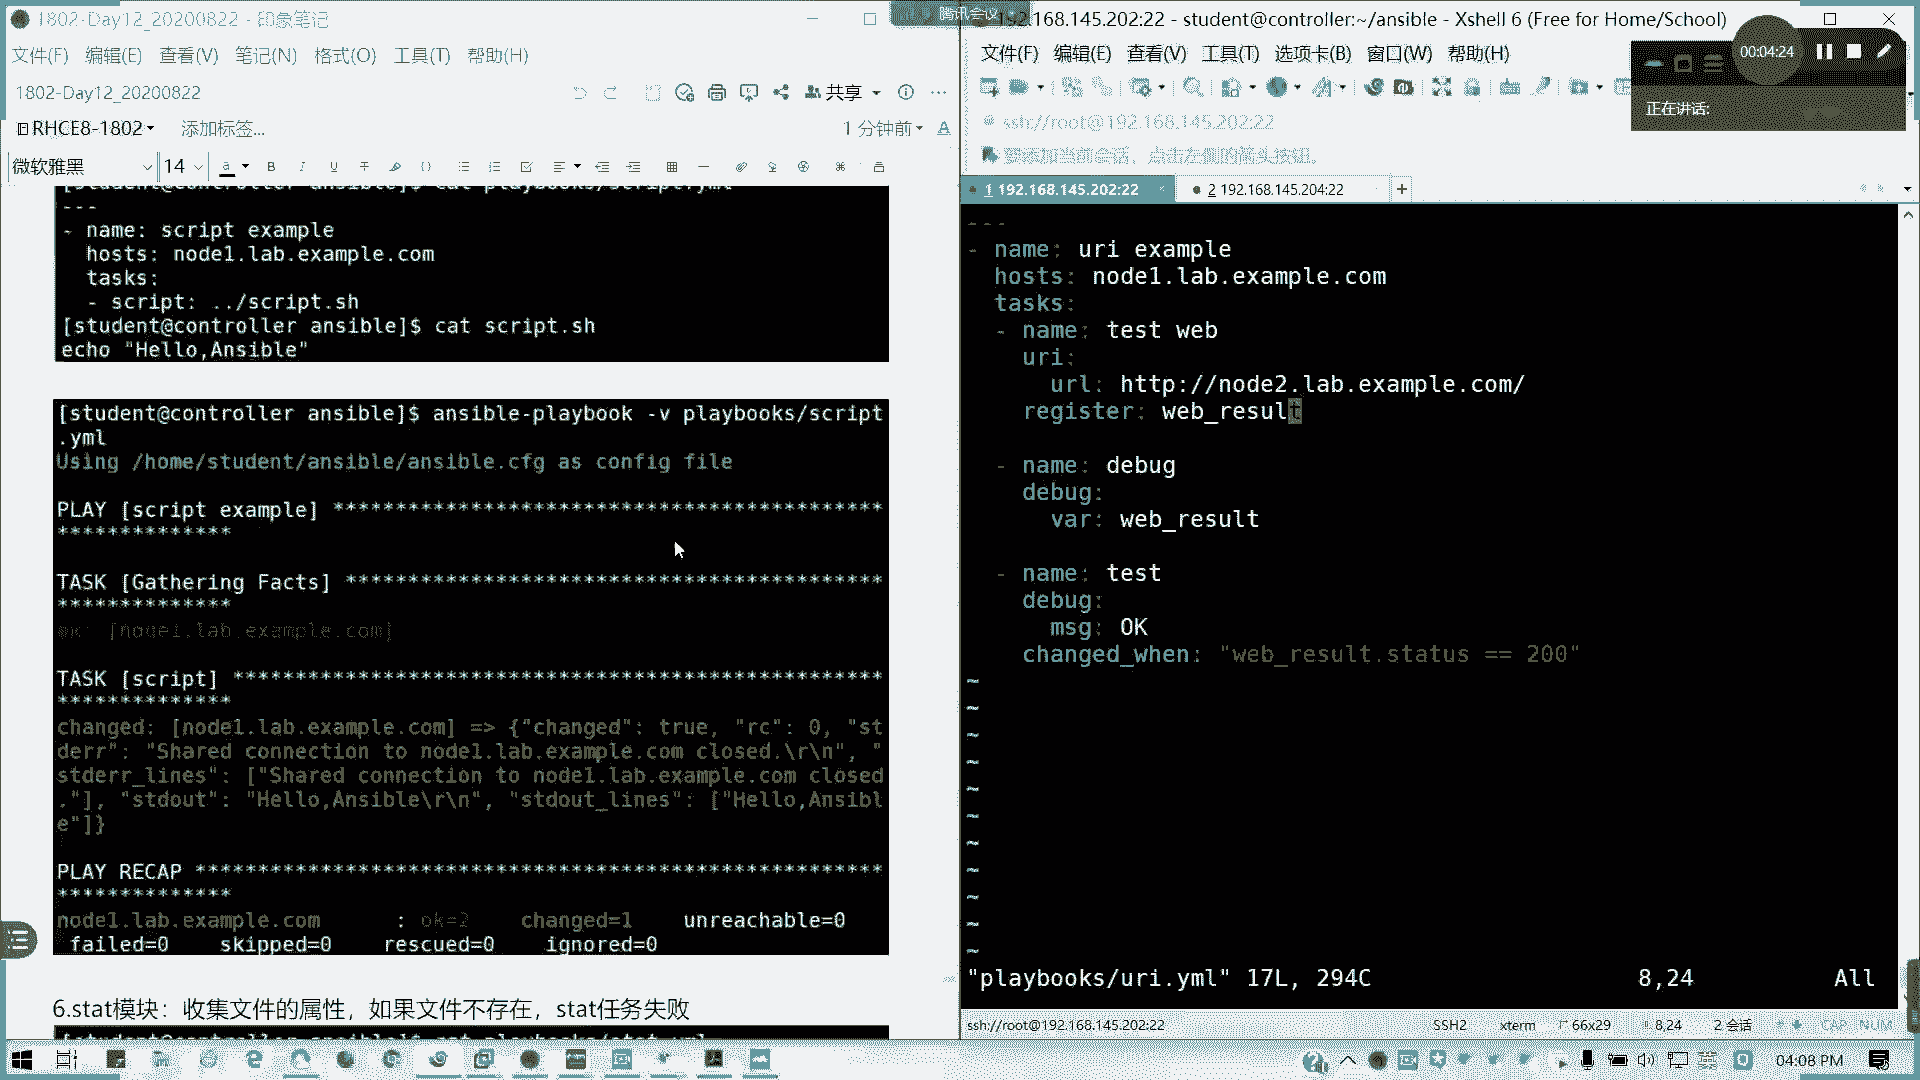 1802-Day12_20200822 - 印象笔记
文件(F) 编辑(E) 查看(V) 笔记(N) 格式(O) 工具(T) 帮助(H)
1802-Day12_20200822
共享
RHCE8-1802
添加标签...
1 分钟前
微软雅黑
14
---
- name: script example
hosts: node1.lab.example.com
tasks:
- script: ../script.sh
[student@controller ansible]$ cat script.sh
echo "Hello,Ansible"
[student@controller ansible]$ ansible-playbook -v playbooks/script
.yml
Using /home/student/ansible/ansible.cfg as config file
PLAY [script example] *******************************************
**************
TASK [Gathering Facts] ******************************************
**************
ok: [node1.lab.example.com]
TASK [script] ***************************************************
**************
changed: [node1.lab.example.com] => {"changed": true, "rc": 0, "st
derr": "Shared connection to node1.lab.example.com closed.\r\n", "
stderr_lines": ["Shared connection to node1.lab.example.com closed
."], "stdout": "Hello,Ansible\r\n", "stdout_lines": ["Hello,Ansibl
e"]}
PLAY RECAP ******************************************************
**************
node1.lab.example.com : ok=2 changed=1 unreachable=0
failed=0 skipped=0 rescued=0 ignored=0
6.stat模块：收集文件的属性，如果文件不存在，stat任务失败
腾讯会议
192.168.145.202:22 - student@controller:~/ansible - Xshell 6 (Free for Home/School)
文件(F) 编辑(E) 查看(V) 工具(T) 选项卡(B) 窗口(W) 帮助(H)
00:04:24
正在讲话:
ssh://root@192.168.145.202:22
要添加当前会话，点击左侧的箭头按钮。
1 192.168.145.202:22
2 192.168.145.204:22
---
- name: uri example
hosts: node1.lab.example.com
tasks:
- name: test web
uri:
url: http://node2.lab.example.com/
register: web_result
- name: debug
debug:
var: web_result
- name: test
debug:
msg: OK
changed_when: "web_result.status == 200"
~
~
~
~
~
~
~
~
~
~
~
"playbooks/uri.yml" 17L, 294C 8,24 All
ssh://root@192.168.145.202:22 SSH2 xterm 66x29 8,24 2 会话 CAP NUM
英
04:08 PM